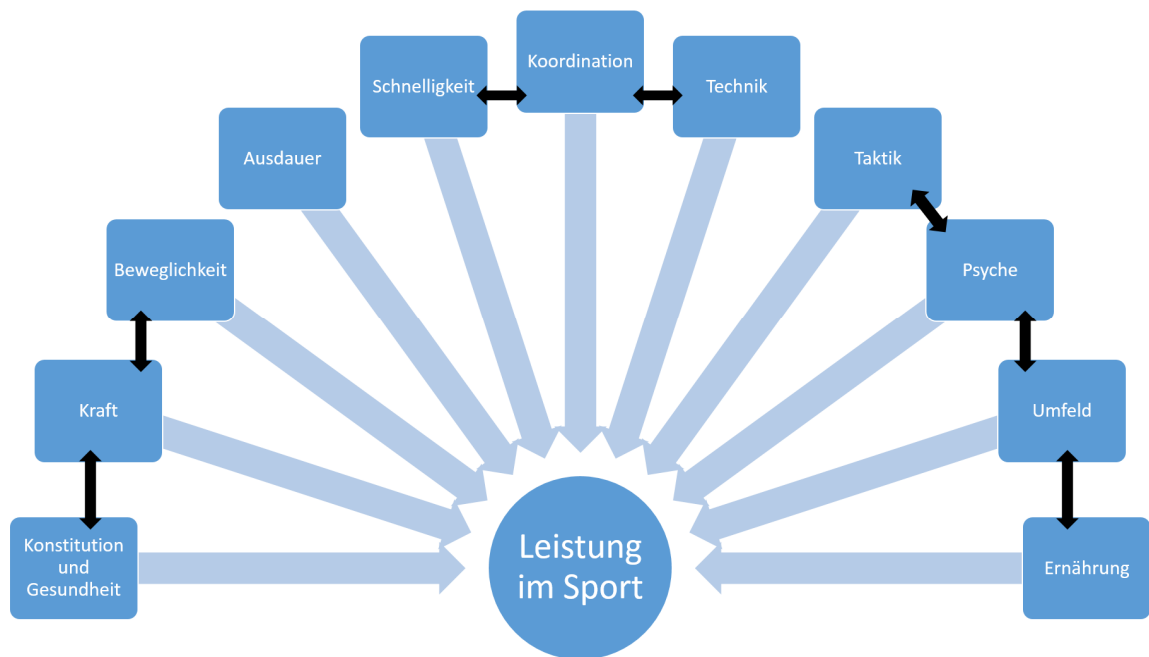 Koordination
Schnelligkeit
Technik
Ausdauer
Taktik
Beweglichkeit
Psyche
Kraft
Umfeld
Konstitution
und
Gesundheit
Leistung
im Sport
Ernährung